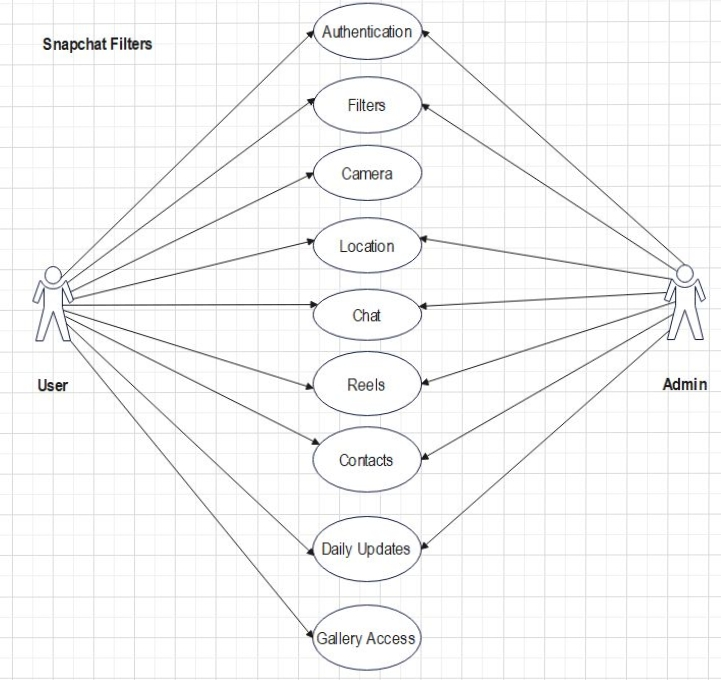 Snapchat Filters
Authentication
Filters
Camera
Location
Chat
Reels
User
Admin
Contacts
Daily Updates
Gallery Access